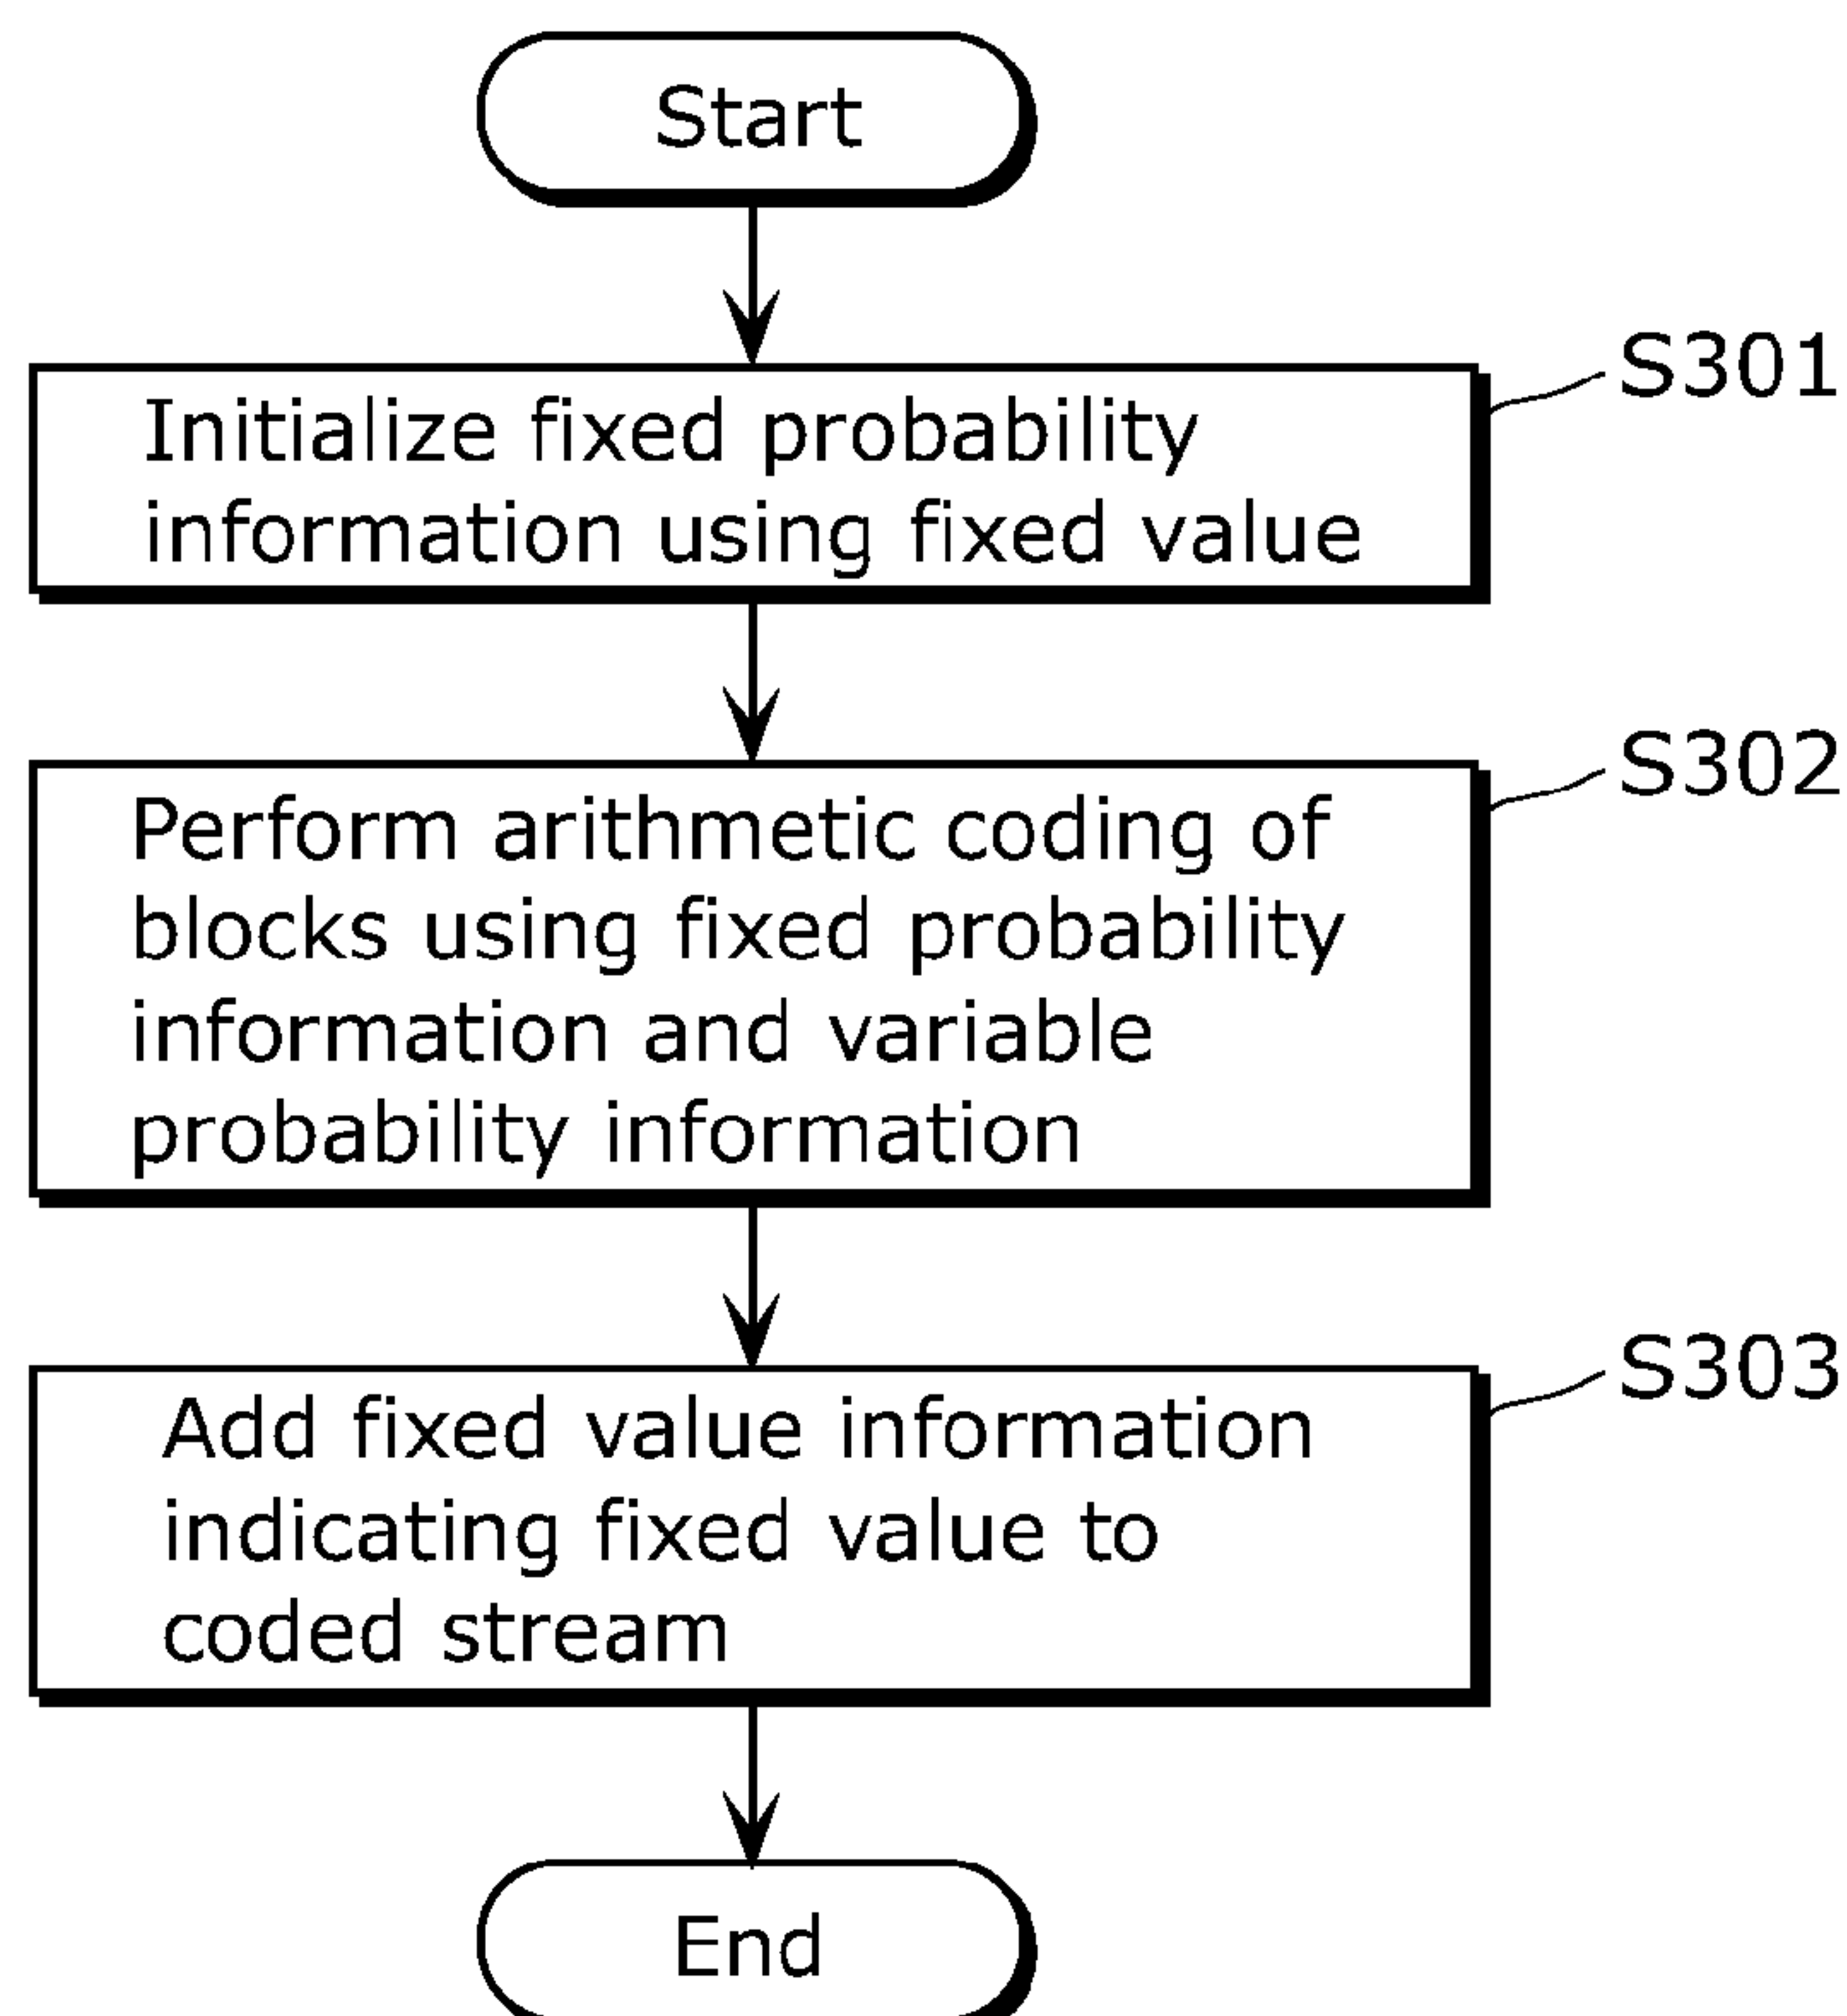 Start
S301
Initialize fixed probability
information using fixed value
S302
Perform arithmetic coding of
blocks using fixed probability
information and variable
probability information
S303
Add fixed value information
indicating fixed value to
coded stream
End